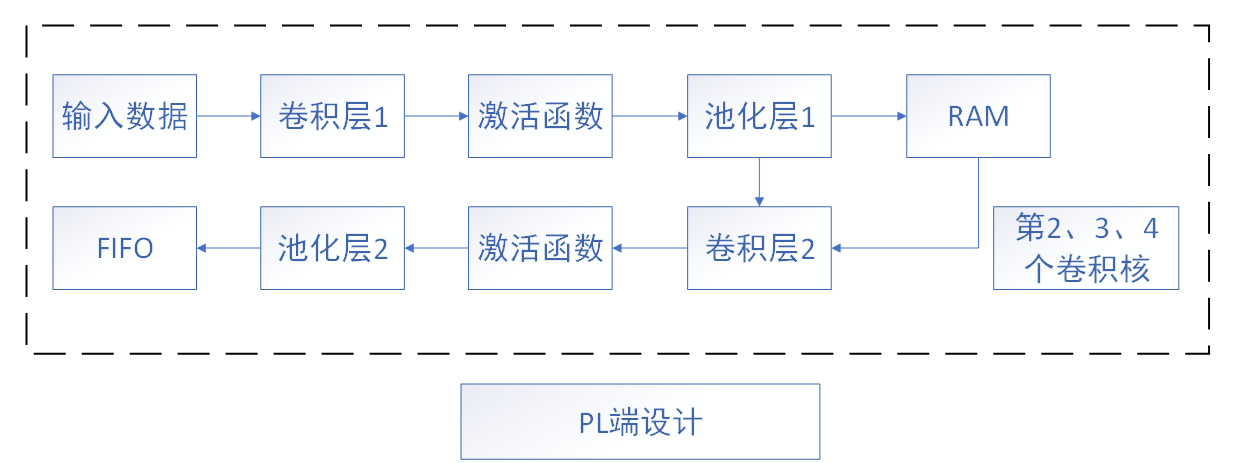 输入数据
卷积层1
激活函数
池化层1
RAM
FIFO
池化层2
激活函数
卷积层2
第2、3、4
个卷积核
PL端设计